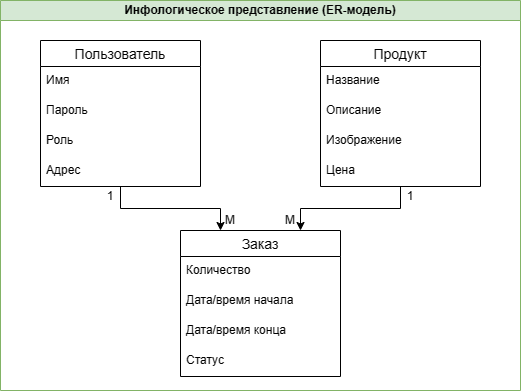 Инфологическое представление (ER-модель)
Пользователь
Имя
Пароль
Роль
Адрес
Продукт
Название
Описание
Изображение
Цена
1
М
М
1
Заказ
Количество
Дата/время начала
Дата/время конца
Статус